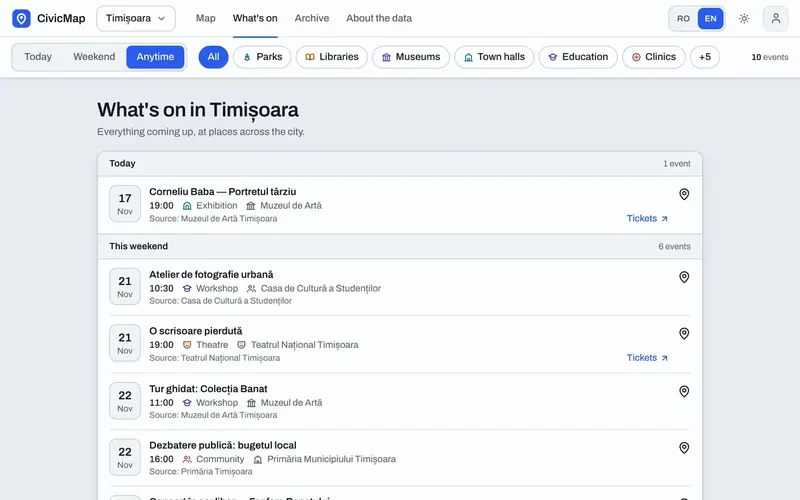 CivicMap Timișoara Map What's on Archive About the data RO EN
Today Weekend Anytime All Parks Libraries Museums Town halls Education Clinics +5 10 events
What's on in Timișoara
Everything coming up, at places across the city.
Today 1 event
17 Nov
Corneliu Baba — Portretul târziu
19:00 Exhibition Muzeul de Artă
Source: Muzeul de Artă Timișoara Tickets
This weekend 6 events
21 Nov
Atelier de fotografie urbană
10:30 Workshop Casa de Cultură a Studenților
Source: Casa de Cultură a Studenților
21 Nov
O scrisoare pierdută
19:00 Theatre Teatrul Național Timișoara
Source: Teatrul Național Timișoara Tickets
22 Nov
Tur ghidat: Colecția Banat
11:00 Workshop Muzeul de Artă
Source: Muzeul de Artă Timișoara
22 Nov
Dezbatere publică: bugetul local
16:00 Community Primăria Municipiului Timișoara
Source: Primăria Timișoara